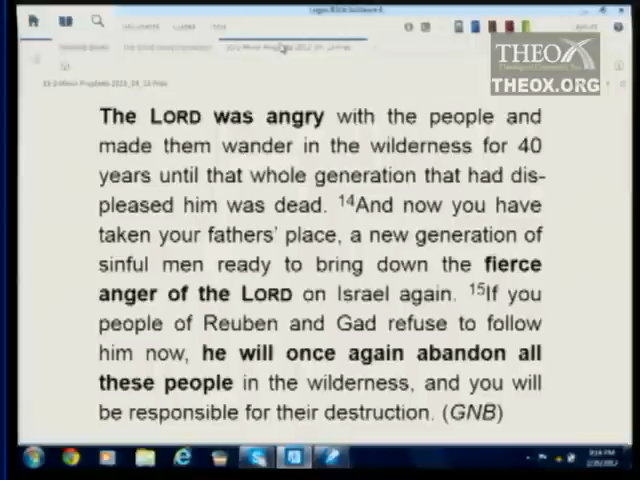 THEOX
THEOX.ORG
The LORD was angry with the people and
made them wander in the wilderness for 40
years until that whole generation that had dis-
pleased him was dead. 14And now you have
taken your fathers' place, a new generation of
sinful men ready to bring down the fierce
anger of the LORD on Israel again. 15If you
people of Reuben and Gad refuse to follow
him now, he will once again abandon all
these people in the wilderness, and you will
be responsible for their destruction. (GNB)